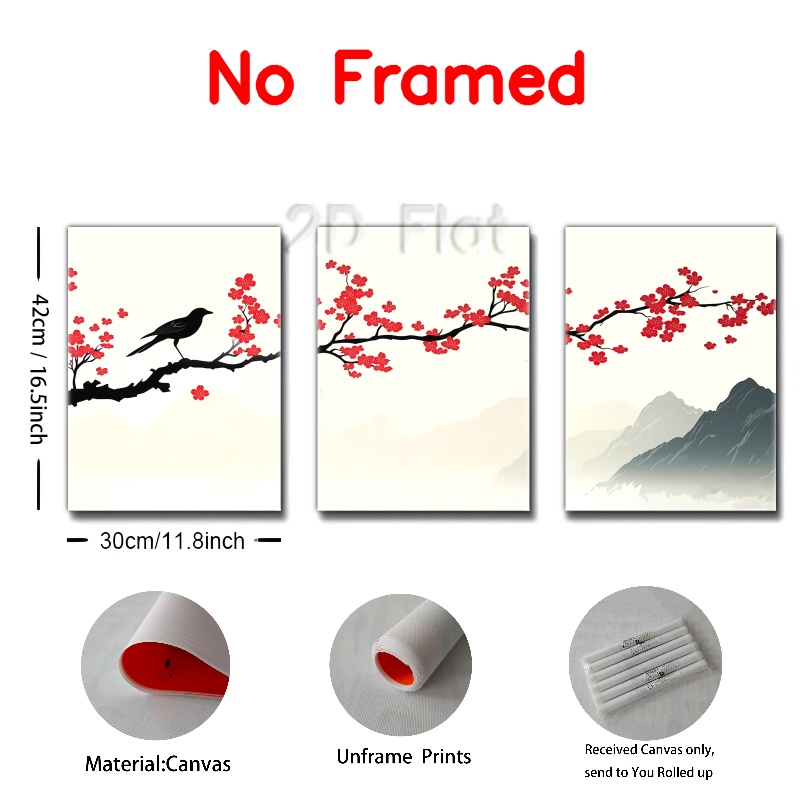 No Framed
2D Flat
42cm / 16.5inch
30cm/11.8inch
Material:Canvas
Unframe Prints
Received Canvas only,
send to You Rolled up